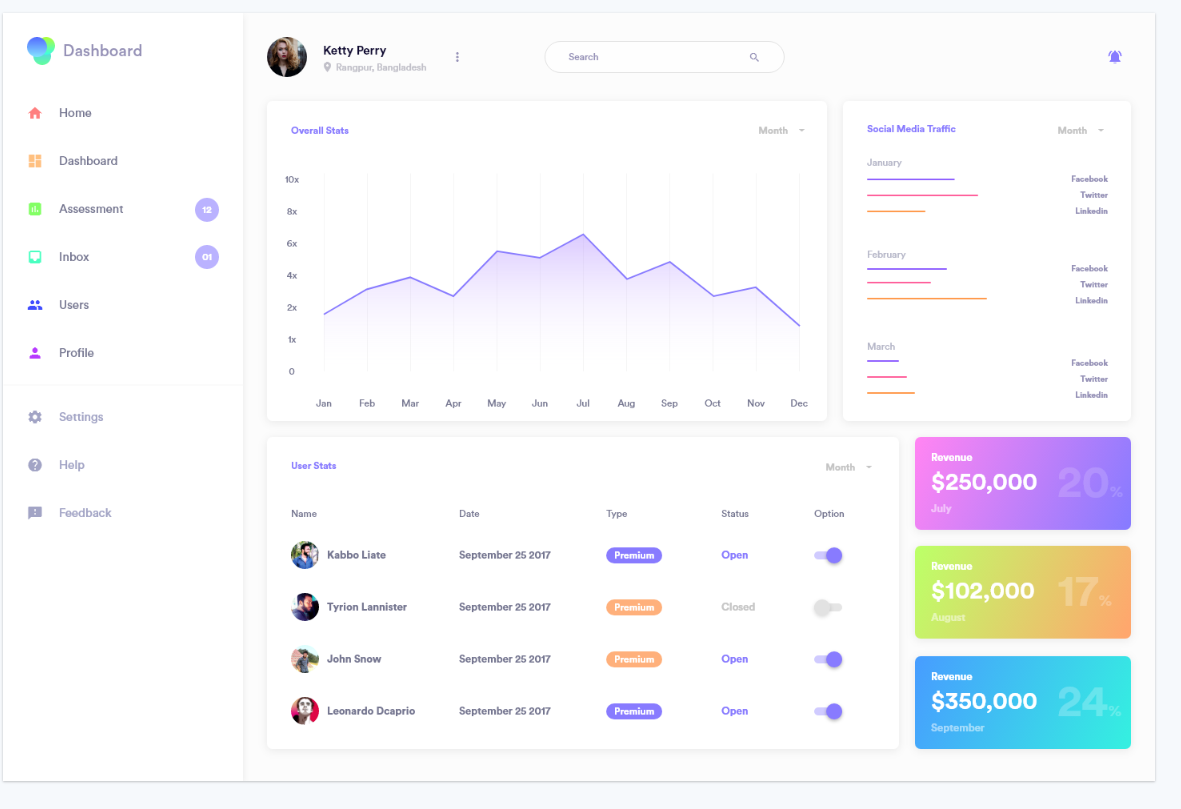 Dashboard
Home
Dashboard
Assessment 12
Inbox 01
Users
Profile
Settings
Help
Feedback
Ketty Perry
Rangpur, Bangladesh
Search
Overall Stats Month
10x
8x
6x
4x
2x
1x
0
Jan Feb Mar Apr May Jun Jul Aug Sep Oct Nov Dec
Social Media Traffic Month
January
Facebook
Twitter
Linkedin
February
Facebook
Twitter
Linkedin
March
Facebook
Twitter
Linkedin
User Stats Month
Name Date Type Status Option
Kabbo Liate September 25 2017 Premium Open
Tyrion Lannister September 25 2017 Premium Closed
John Snow September 25 2017 Premium Open
Leonardo Dcaprio September 25 2017 Premium Open
Revenue
$250,000 20%
July
Revenue
$102,000 17%
August
Revenue
$350,000 24%
September